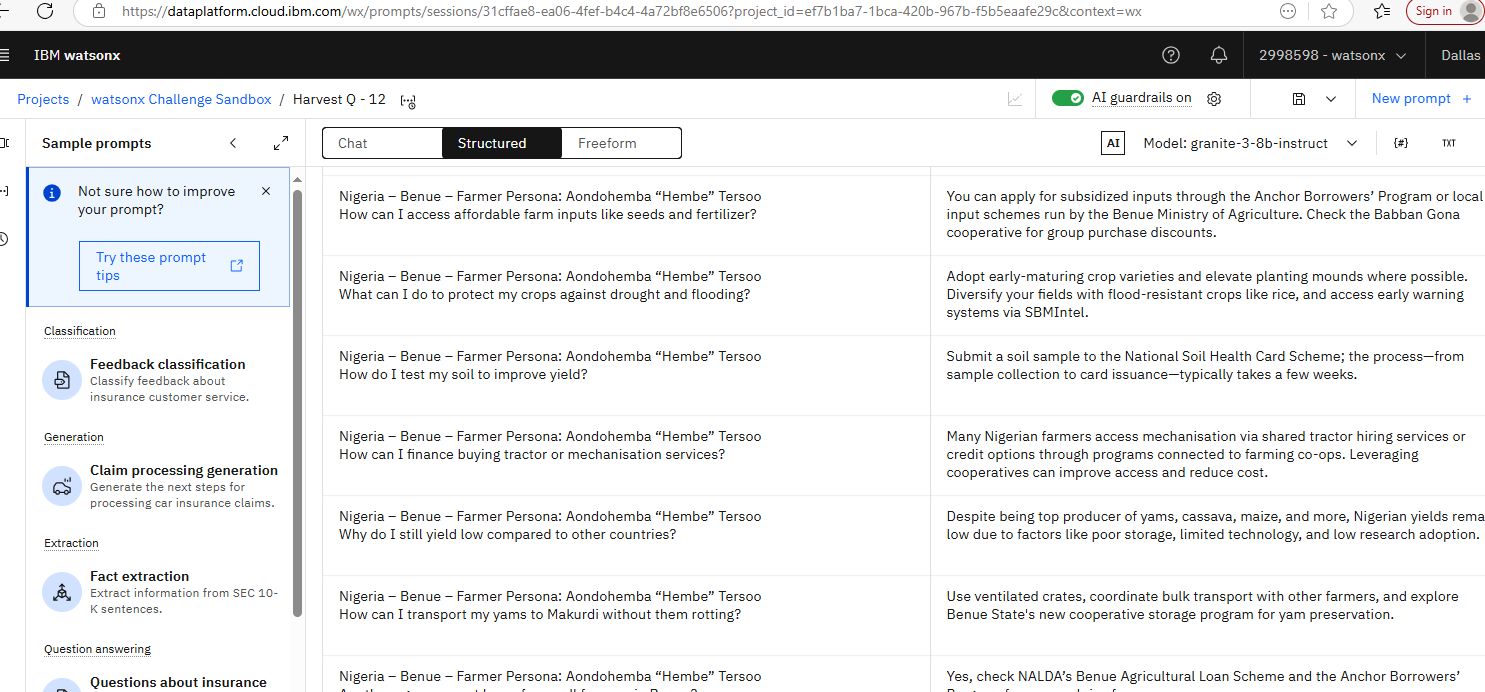 https://dataplatform.cloud.ibm.com/wx/prompts/sessions/31cffae8-ea06-4fef-b4c4-4a72bf8e6506?project_id=ef7b1ba7-1bca-420b-967b-f5b5eaafe29c&context=wx
Sign in
IBM watsonx
2998598 - watsonx
Dallas
Projects / watsonx Challenge Sandbox / Harvest Q - 12
AI guardrails on
New prompt +
Sample prompts
Chat
Structured
Freeform
AI
Model: granite-3-8b-instruct
{#}
TXT
Not sure how to improve
your prompt?
Try these prompt
tips
Classification
Feedback classification
Classify feedback about
insurance customer service.
Generation
Claim processing generation
Generate the next steps for
processing car insurance claims.
Extraction
Fact extraction
Extract information from SEC 10-
K sentences.
Question answering
Questions about insurance
Nigeria – Benue – Farmer Persona: Aondohemba “Hembe” Tersoo
How can I access affordable farm inputs like seeds and fertilizer?
You can apply for subsidized inputs through the Anchor Borrowers’ Program or local
input schemes run by the Benue Ministry of Agriculture. Check the Babban Gona
cooperative for group purchase discounts.
Nigeria – Benue – Farmer Persona: Aondohemba “Hembe” Tersoo
What can I do to protect my crops against drought and flooding?
Adopt early-maturing crop varieties and elevate planting mounds where possible.
Diversify your fields with flood-resistant crops like rice, and access early warning
systems via SBMIntel.
Nigeria – Benue – Farmer Persona: Aondohemba “Hembe” Tersoo
How do I test my soil to improve yield?
Submit a soil sample to the National Soil Health Card Scheme; the process—from
sample collection to card issuance—typically takes a few weeks.
Nigeria – Benue – Farmer Persona: Aondohemba “Hembe” Tersoo
How can I finance buying tractor or mechanisation services?
Many Nigerian farmers access mechanisation via shared tractor hiring services or
credit options through programs connected to farming co-ops. Leveraging
cooperatives can improve access and reduce cost.
Nigeria – Benue – Farmer Persona: Aondohemba “Hembe” Tersoo
Why do I still yield low compared to other countries?
Despite being top producer of yams, cassava, maize, and more, Nigerian yields rema
low due to factors like poor storage, limited technology, and low research adoption.
Nigeria – Benue – Farmer Persona: Aondohemba “Hembe” Tersoo
How can I transport my yams to Makurdi without them rotting?
Use ventilated crates, coordinate bulk transport with other farmers, and explore
Benue State's new cooperative storage program for yam preservation.
Nigeria – Benue – Farmer Persona: Aondohemba “Hembe” Tersoo
Yes, check NALDA’s Benue Agricultural Loan Scheme and the Anchor Borrowers’